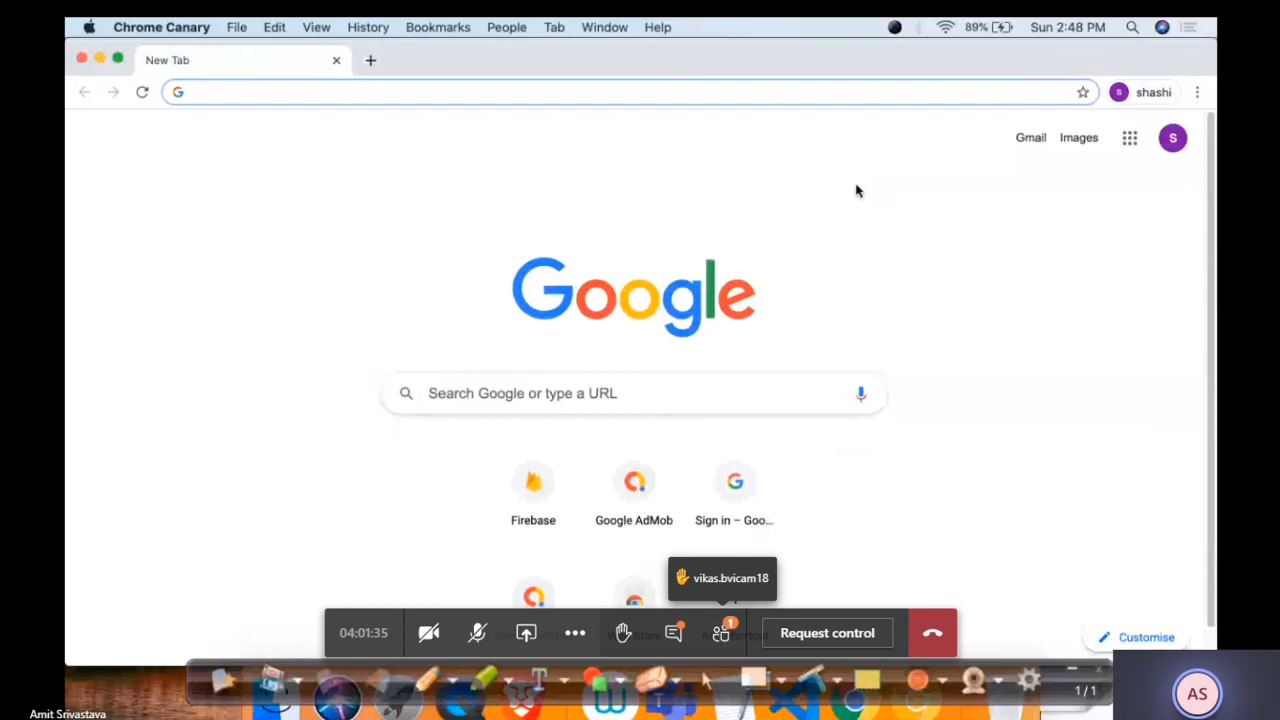 Chrome Canary File Edit View History Bookmarks People Tab Window Help 89% Sun 2:48 PM
New Tab
S shashi
Gmail Images S
Google
Search Google or type a URL
Firebase Google AdMob Sign in – Goo...
vikas.bvicam18
04:01:35 1 Request control
Customise
1/1
AS
Amit Srivastava